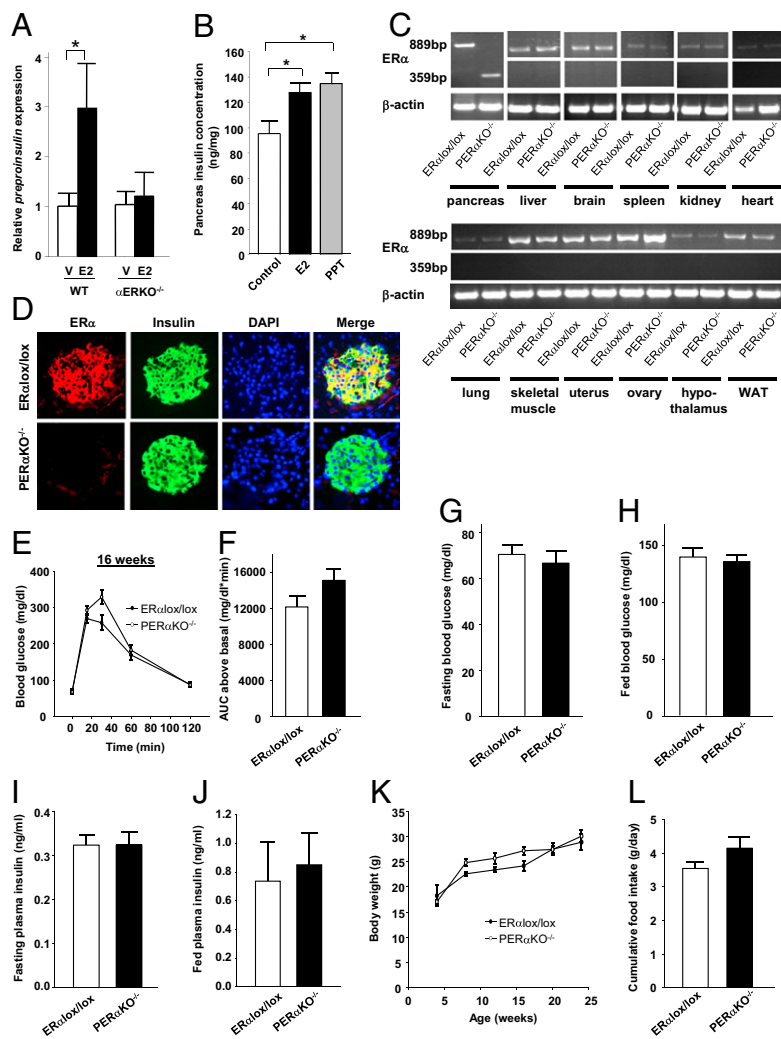 A
Relative preproinsulin expression
4
3
2
1
0
*
V E2 V E2
WT αERKO-/-
B
Pancreas insulin concentration
(ng/mg)
160
140
120
100
80
60
40
20
0
*
*
Control E2 PPT
C
ERα
889bp
359bp
β-actin
ERαlox/lox PERαKO-/- ERαlox/lox PERαKO-/- ERαlox/lox PERαKO-/- ERαlox/lox PERαKO-/- ERαlox/lox PERαKO-/- ERαlox/lox PERαKO-/-
pancreas liver brain spleen kidney heart
ERα
889bp
359bp
β-actin
ERαlox/lox PERαKO-/- ERαlox/lox PERαKO-/- ERαlox/lox PERαKO-/- ERαlox/lox PERαKO-/- ERαlox/lox PERαKO-/- ERαlox/lox PERαKO-/-
lung skeletal uterus ovary hypo- WAT
muscle thalamus
D
ERα Insulin DAPI Merge
ERαlox/lox
PERαKO-/-
E
16 weeks
Blood glucose (mg/dl)
400
300
200
100
0
0 20 40 60 80 100 120
Time (min)
ERαlox/lox
PERαKO-/-
F
AUC above basal (mg/dl*min)
16000
12000
8000
4000
0
ERαlox/lox PERαKO-/-
G
Fasting blood glucose
(mg/dl)
80
60
40
20
0
ERαlox/lox PERαKO-/-
H
Fed blood glucose (mg/dl)
150
100
50
0
ERαlox/lox PERαKO-/-
I
Fasting plasma insulin (ng/ml)
0.4
0.3
0.2
0.1
0.0
ERαlox/lox PERαKO-/-
J
Fed plasma insulin (ng/ml)
1.2
1.0
0.8
0.6
0.4
0.2
0.0
ERαlox/lox PERαKO-/-
K
Body weight (g)
40
35
30
25
20
15
10
5
0
0 5 10 15 20 25
Age (weeks)
ERαlox/lox
PERαKO-/-
L
Cumulative food intake (g/day)
5
4
3
2
1
0
ERαlox/lox PERαKO-/-